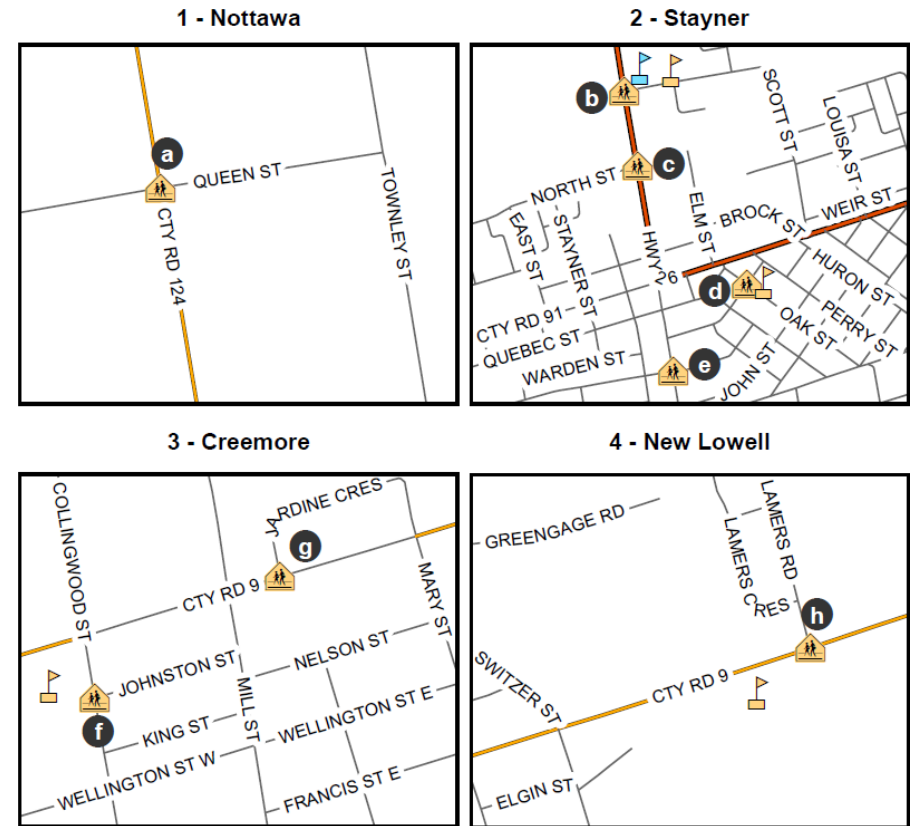 1 - Nottawa
a
QUEEN ST
TOWNLEY ST
CTY RD 124
2 - Stayner
b
c
SCOTT ST
LOUISA ST
NORTH ST
ELM ST
BROCK ST
WEIR ST
EAST ST
STAYNER ST
HWY 26
d
HURON ST
CTY RD 91
OAK ST
PERRY ST
QUEBEC ST
WARDEN ST
e
JOHN ST
3 - Creemore
COLLINGWOOD ST
JARDINE CRES
g
CTY RD 9
MARY ST
JOHNSTON ST
NELSON ST
f
KING ST
MILL ST
WELLINGTON ST E
WELLINGTON ST W
FRANCIS ST E
4 - New Lowell
GREENGAGE RD
LAMERS RD
LAMERS CRES
h
SWITZER ST
CTY RD 9
ELGIN ST